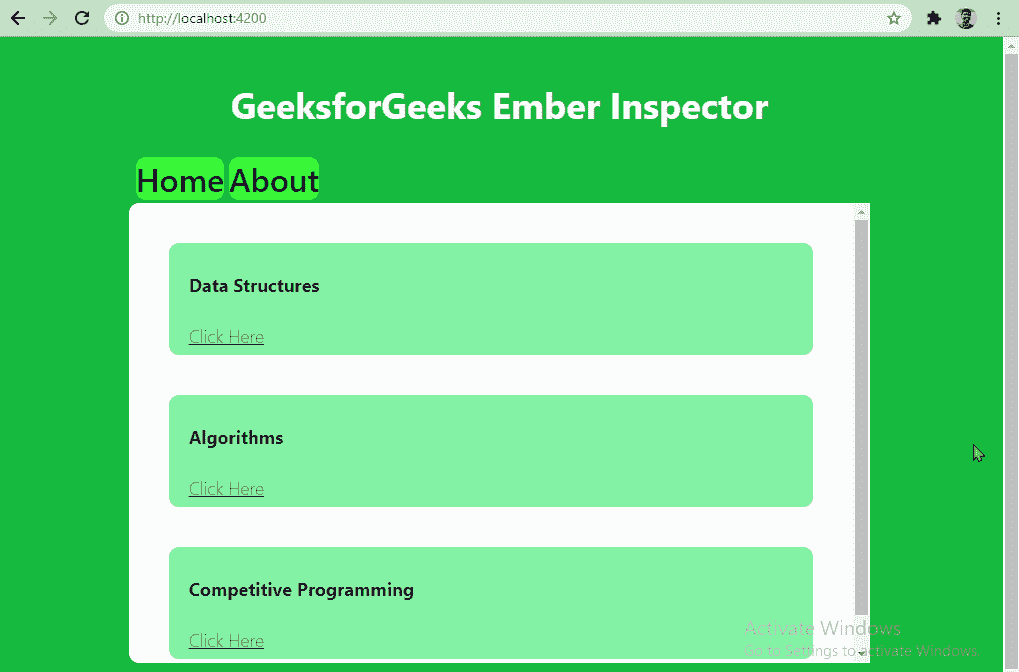 http://localhost:4200
GeeksforGeeks Ember Inspector
Home About
Data Structures
Click Here
Algorithms
Click Here
Competitive Programming
Click Here
Activate Windows
Go to Settings to activate Windows.